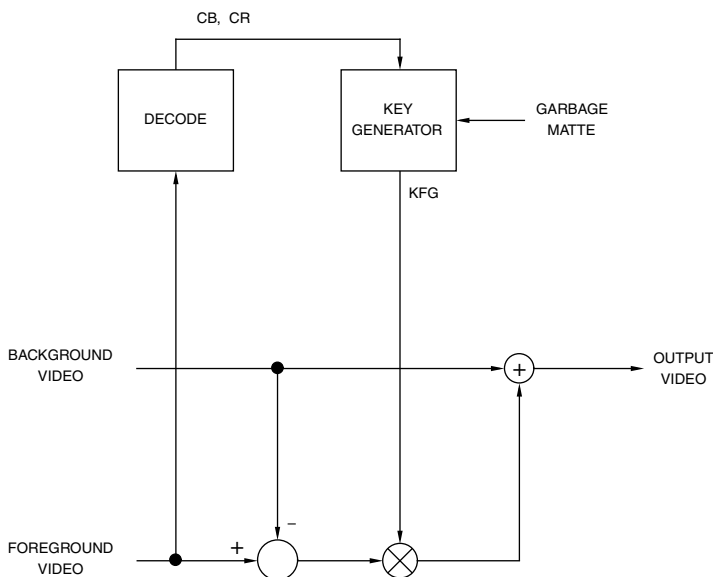 CB, CR
DECODE
KEY
GENERATOR
GARBAGE
MATTE
KFG
BACKGROUND
VIDEO
+
OUTPUT
VIDEO
–
+
FOREGROUND
VIDEO